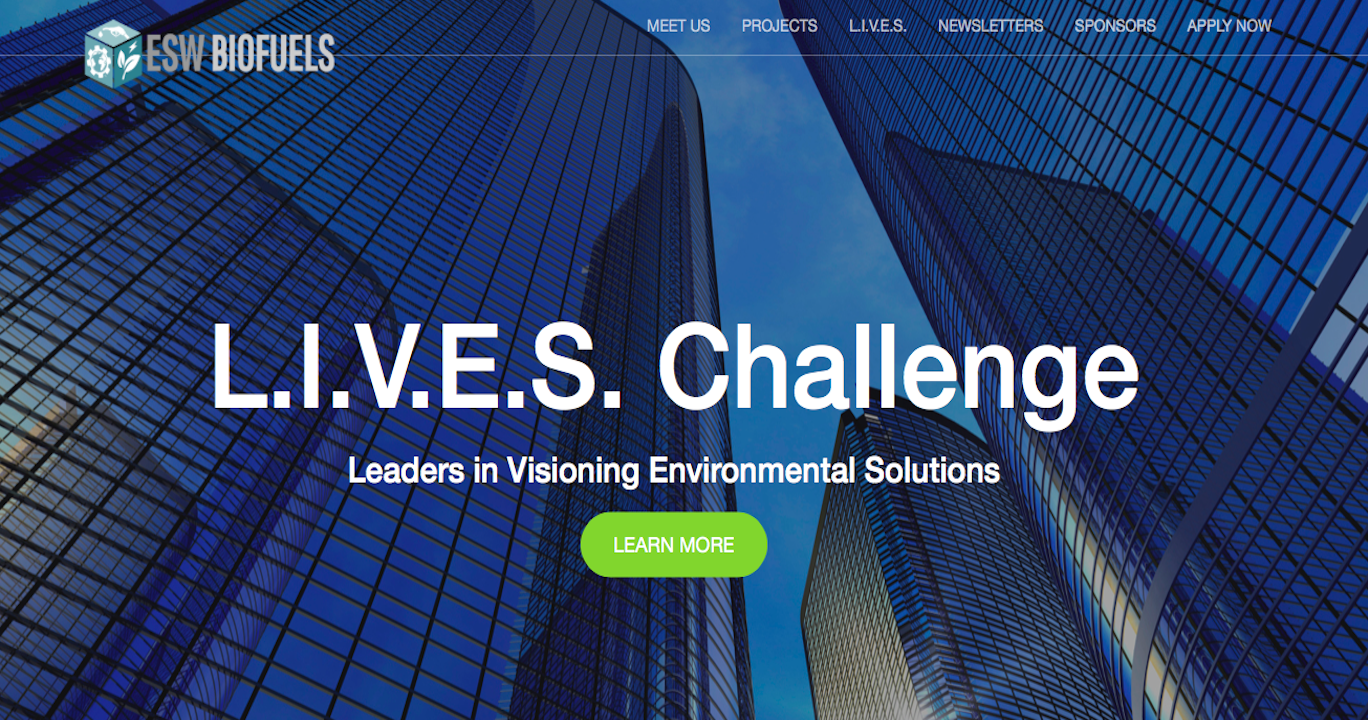 MEET US PROJECTS L.I.V.E.S. NEWSLETTERS SPONSORS APPLY NOW
ESW BIOFUELS
L.I.V.E.S. Challenge
Leaders in Visioning Environmental Solutions
LEARN MORE